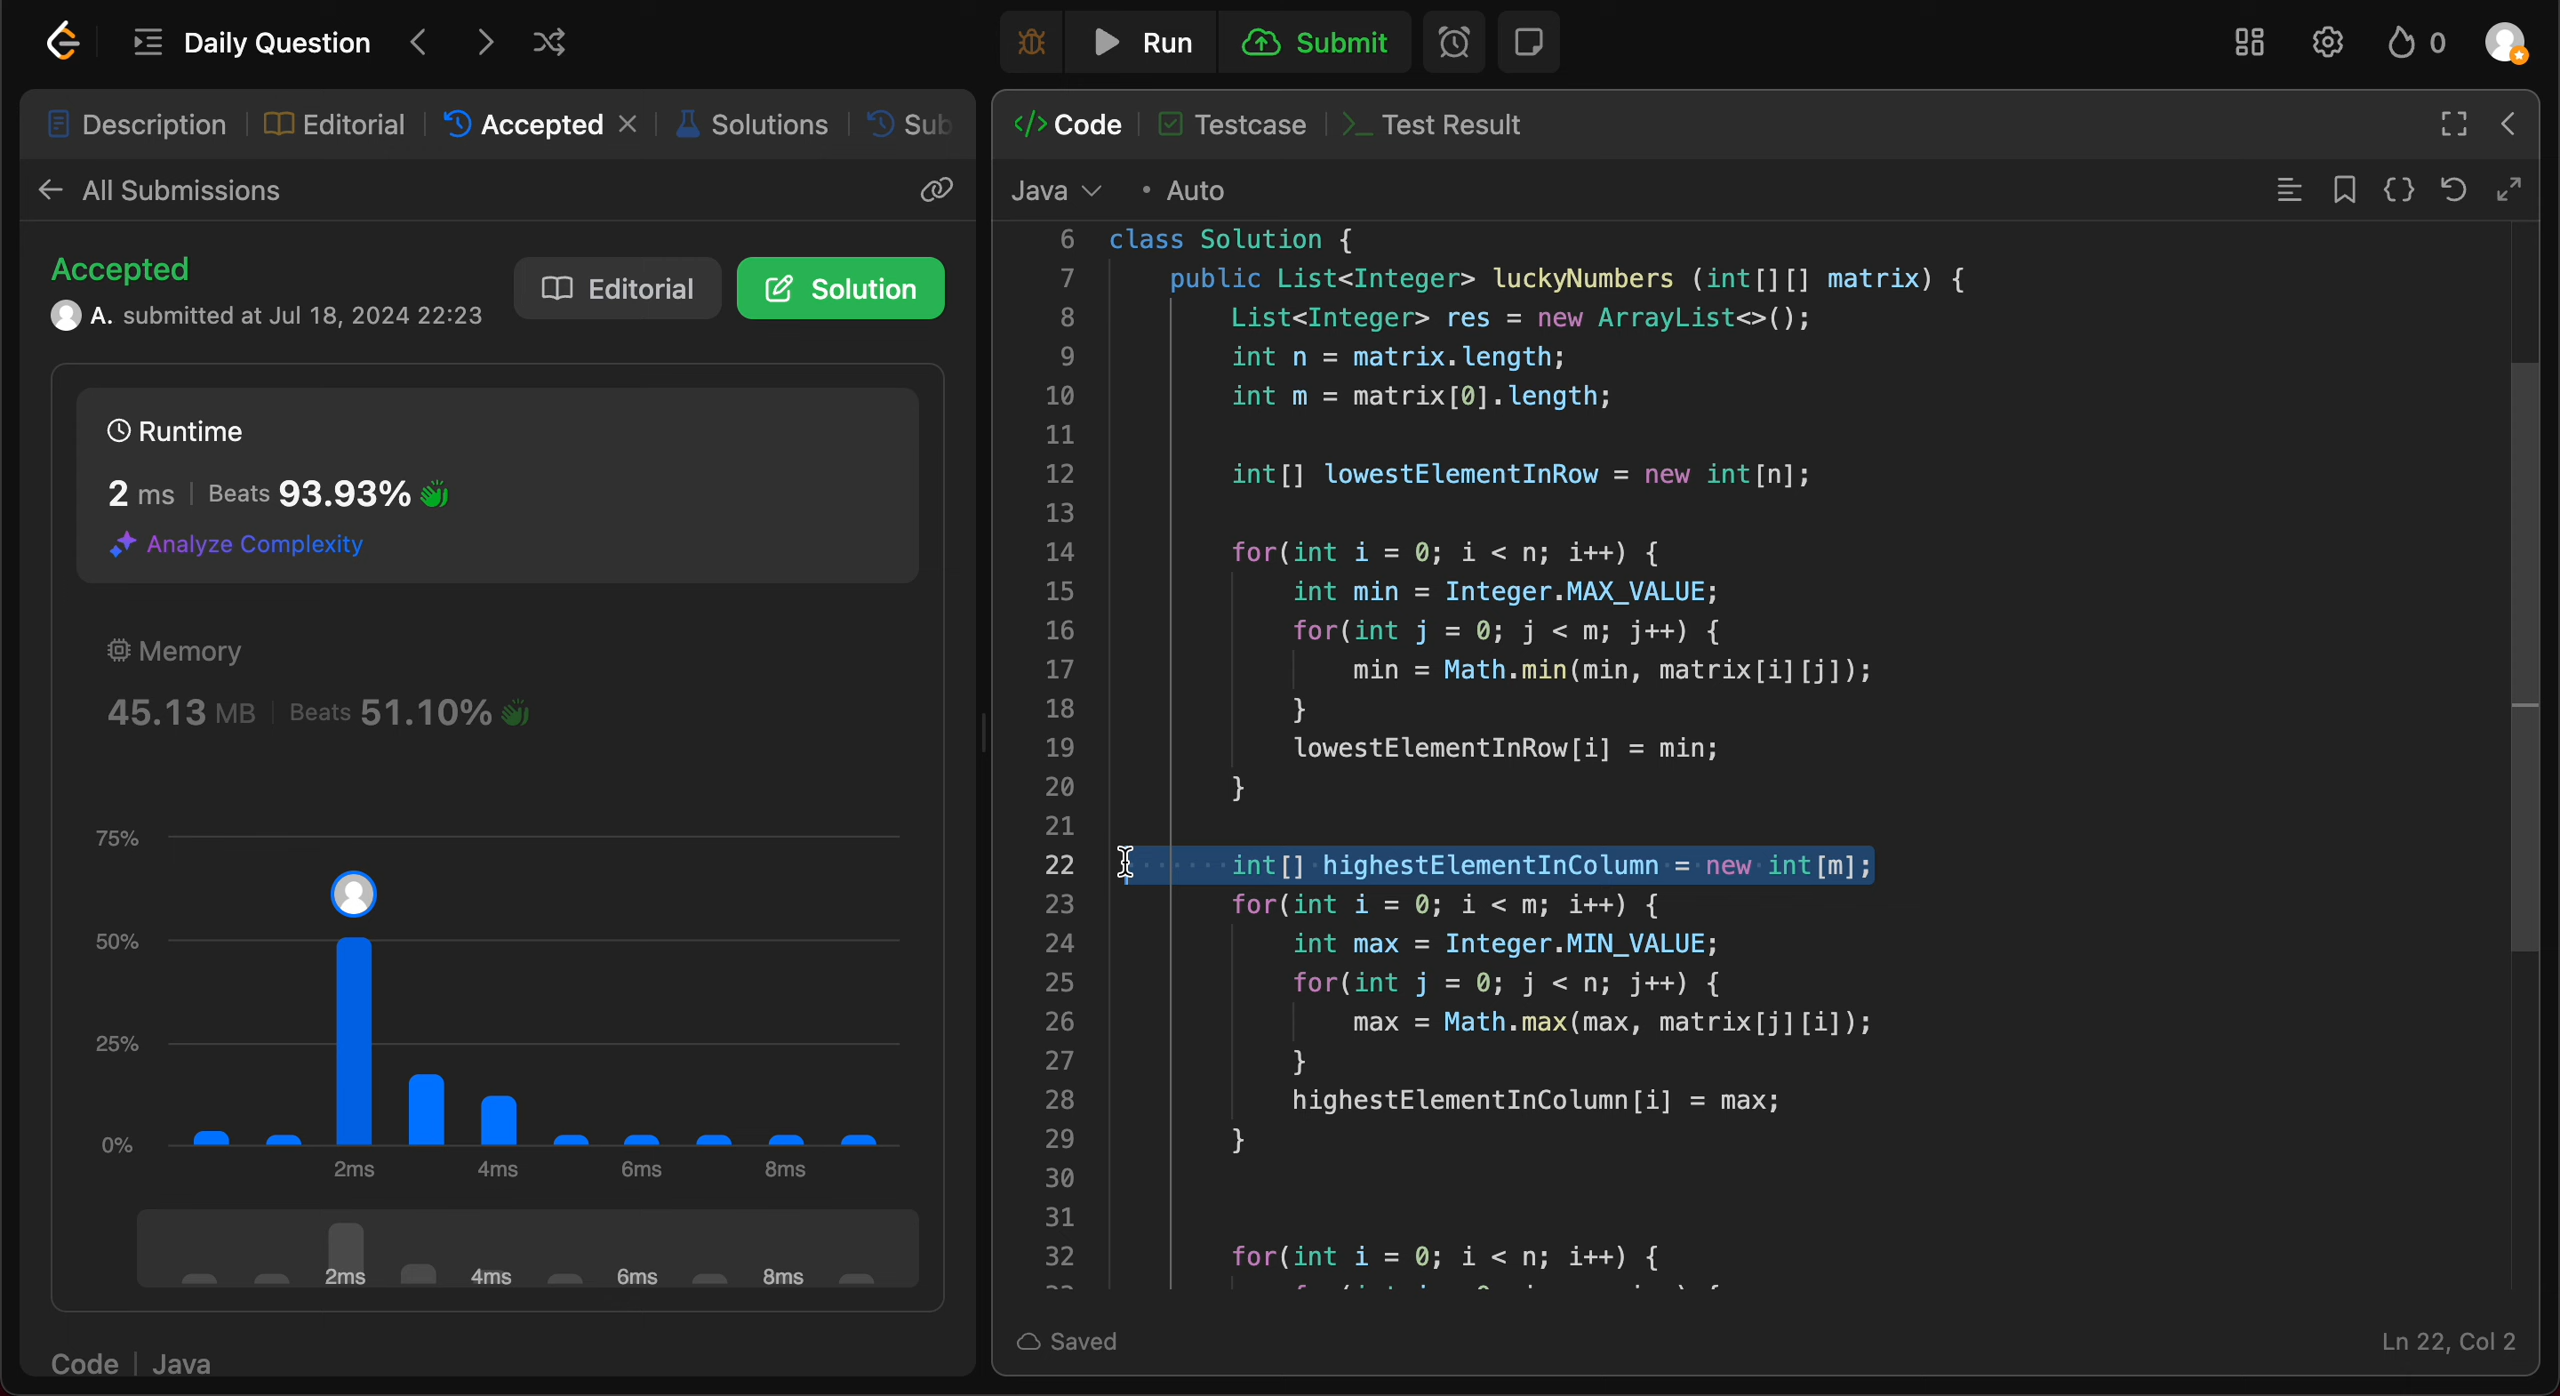 Daily Question
Run
Submit
0
Description
Editorial
Accepted
Solutions
Sub
All Submissions
Accepted
A. submitted at Jul 18, 2024 22:23
Editorial
Solution
Runtime
2 ms | Beats 93.93%
Analyze Complexity
Memory
45.13 MB | Beats 51.10%
75%
50%
25%
0%
2ms 4ms 6ms 8ms
2ms 4ms 6ms 8ms
Code | Java
</> Code
Testcase
>_ Test Result
Java
• Auto
6 class Solution {
7 public List<Integer> luckyNumbers (int[][] matrix) {
8 List<Integer> res = new ArrayList<>();
9 int n = matrix.length;
10 int m = matrix[0].length;
11
12 int[] lowestElementInRow = new int[n];
13
14 for(int i = 0; i < n; i++) {
15 int min = Integer.MAX_VALUE;
16 for(int j = 0; j < m; j++) {
17 min = Math.min(min, matrix[i][j]);
18 }
19 lowestElementInRow[i] = min;
20 }
21
22 int[] highestElementInColumn = new int[m];
23 for(int i = 0; i < m; i++) {
24 int max = Integer.MIN_VALUE;
25 for(int j = 0; j < n; j++) {
26 max = Math.max(max, matrix[j][i]);
27 }
28 highestElementInColumn[i] = max;
29 }
30
31
32 for(int i = 0; i < n; i++) {
Saved
Ln 22, Col 2